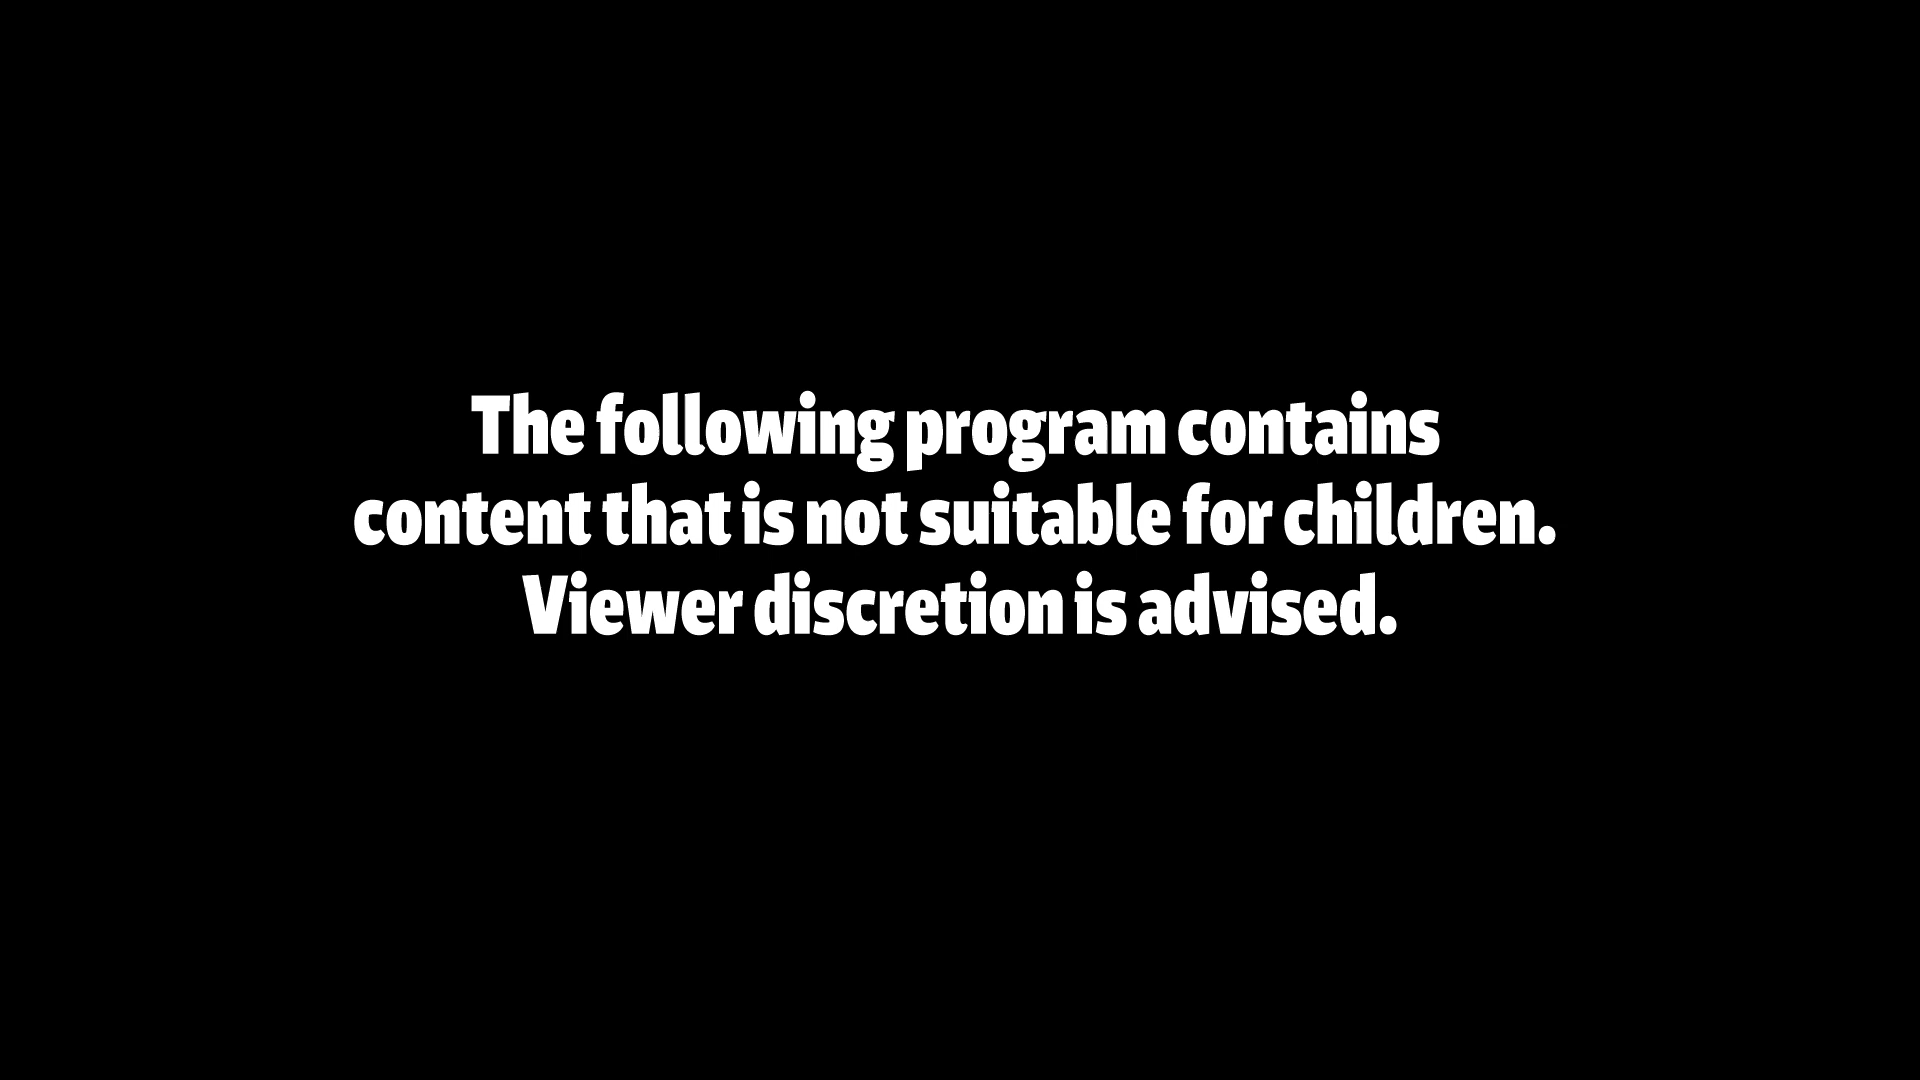 The following program contains
content that is not suitable for children.
Viewer discretion is advised.